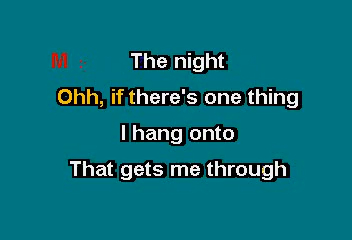 M : The night
Ohh, if there's one thing
I hang onto
That gets me through